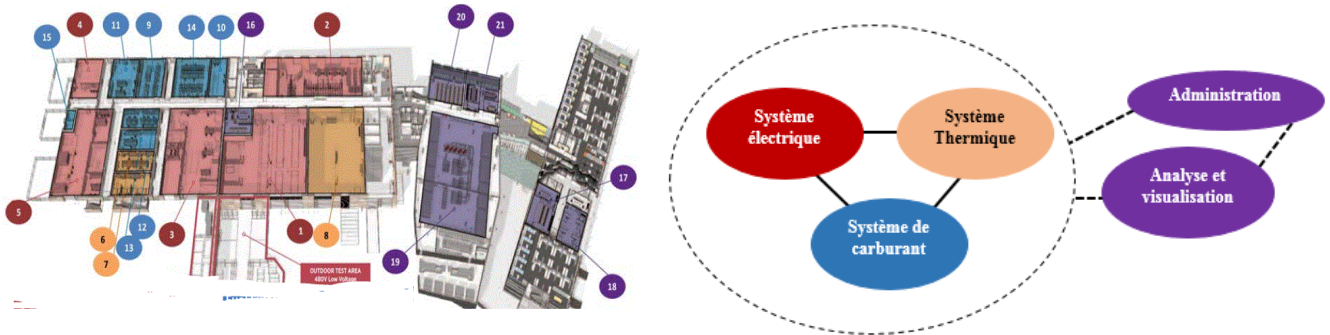 20
21
4
11
9
14
10
16
2
15
17
5
6
12
3
1
8
13
7
19
18
OUTDOOR TEST AREA
480V Low Voltage
Système
électrique
Système
Thermique
Système de
carburant
Administration
Analyse et
visualisation